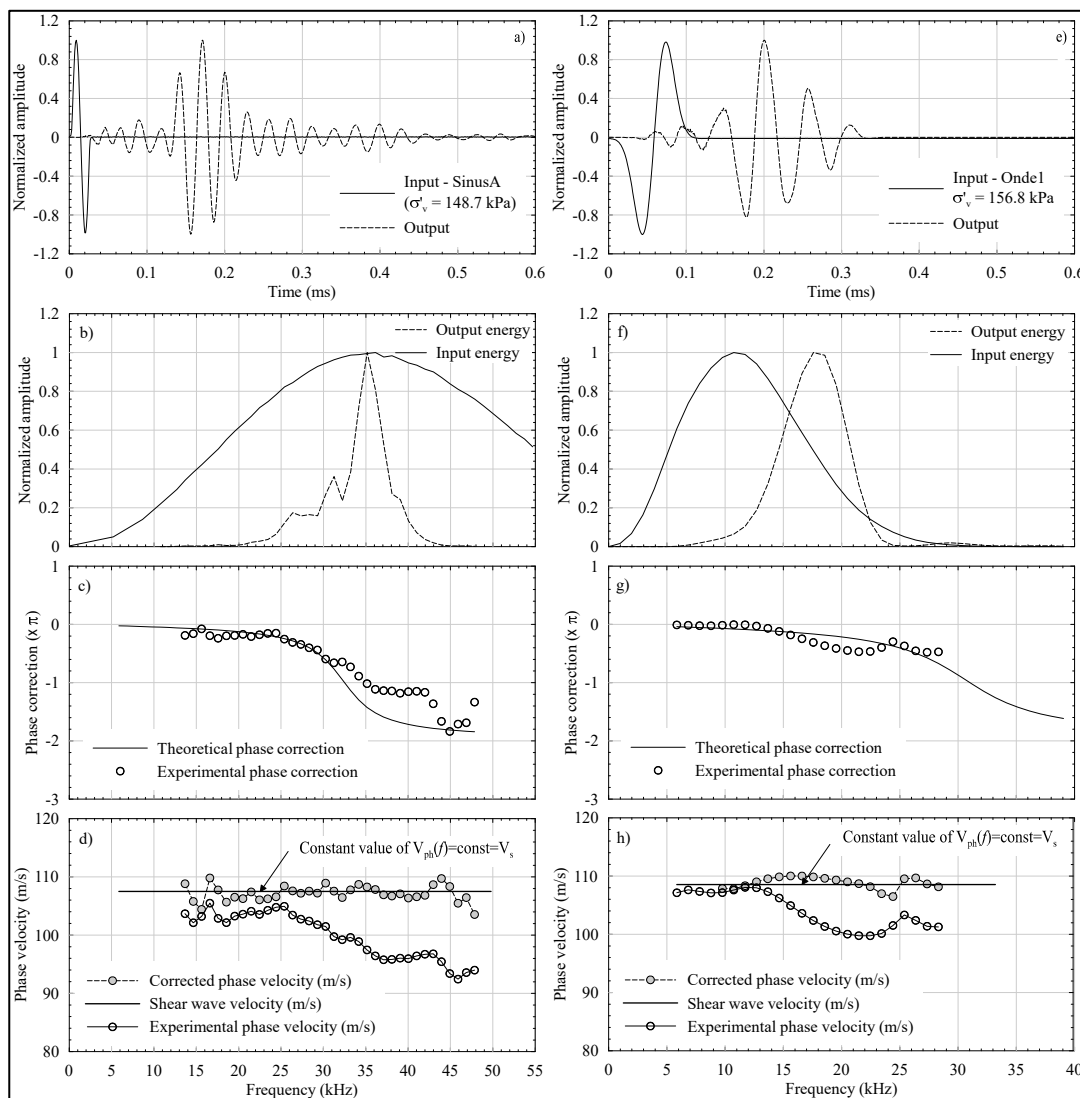 1.2
0.8
0.4
0
-0.4
-0.8
-1.2
Normalized amplitude
a)
Input - SinusA
(σ'v = 148.7 kPa)
Output
0 0.1 0.2 0.3 0.4 0.5 0.6
Time (ms)
1.2
0.8
0.4
0
-0.4
-0.8
-1.2
Normalized amplitude
e)
Input - Onde1
σ'v = 156.8 kPa
Output
0 0.1 0.2 0.3 0.4 0.5 0.6
Time (ms)
1.2
1
0.8
0.6
0.4
0.2
0
Normalized amplitude
b)
Output energy
Input energy
1.2
1
0.8
0.6
0.4
0.2
0
Normalized amplitude
f)
Output energy
Input energy
1
0
-1
-2
-3
Phase correction (x π)
c)
Theoretical phase correction
Experimental phase correction
1
0
-1
-2
-3
Phase correction (x π)
g)
Theoretical phase correction
Experimental phase correction
120
110
100
90
80
Phase velocity (m/s)
d)
Constant value of Vph(f)=const=Vs
Corrected phase velocity (m/s)
Shear wave velocity (m/s)
Experimental phase velocity (m/s)
0 5 10 15 20 25 30 35 40 45 50 55
Frequency (kHz)
120
110
100
90
80
Phase velocity (m/s)
h)
Constant value of Vph(f)=const=Vs
Corrected phase velocity (m/s)
Shear wave velocity (m/s)
Experimental phase velocity (m/s)
0 5 10 15 20 25 30 35 40
Frequency (kHz)